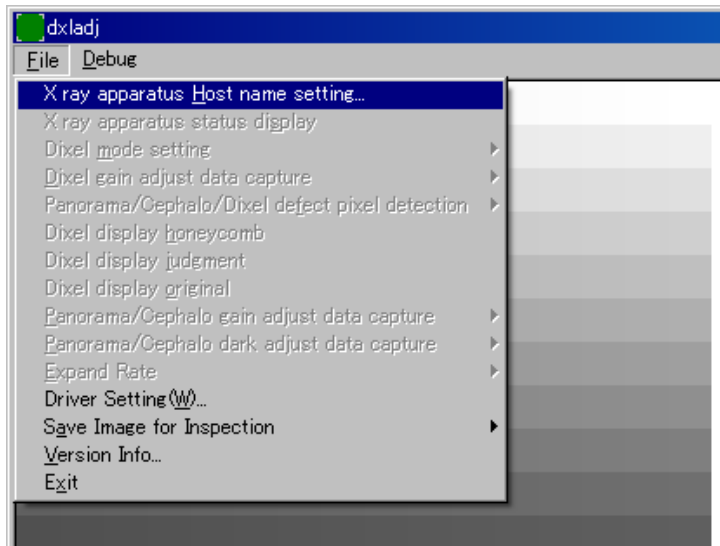 dxladj
File Debug
X ray apparatus Host name setting...
X ray apparatus status display
Dixel mode setting
Dixel gain adjust data capture
Panorama/Cephalo/Dixel defect pixel detection
Dixel display honeycomb
Dixel display judgment
Dixel display original
Panorama/Cephalo gain adjust data capture
Panorama/Cephalo dark adjust data capture
Expand Rate
Driver Setting(W)...
Save Image for Inspection
Version Info...
Exit